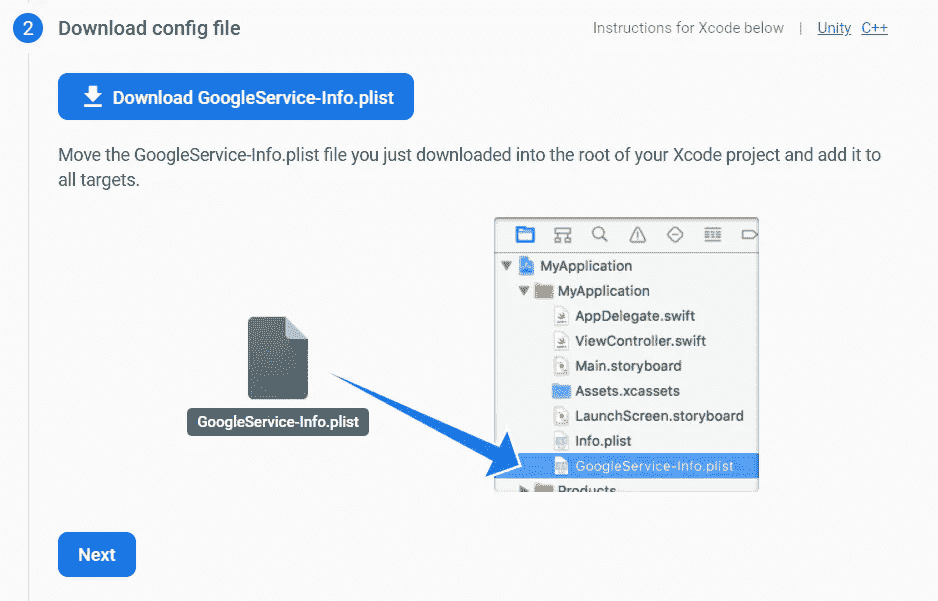 2 Download config file
Instructions for Xcode below | Unity C++
Download GoogleService-Info.plist
Move the GoogleService-Info.plist file you just downloaded into the root of your Xcode project and add it to
all targets.
GoogleService-Info.plist
MyApplication
MyApplication
AppDelegate.swift
ViewController.swift
Main.storyboard
Assets.xcassets
LaunchScreen.storyboard
Info.plist
GoogleService-Info.plist
Products
Next